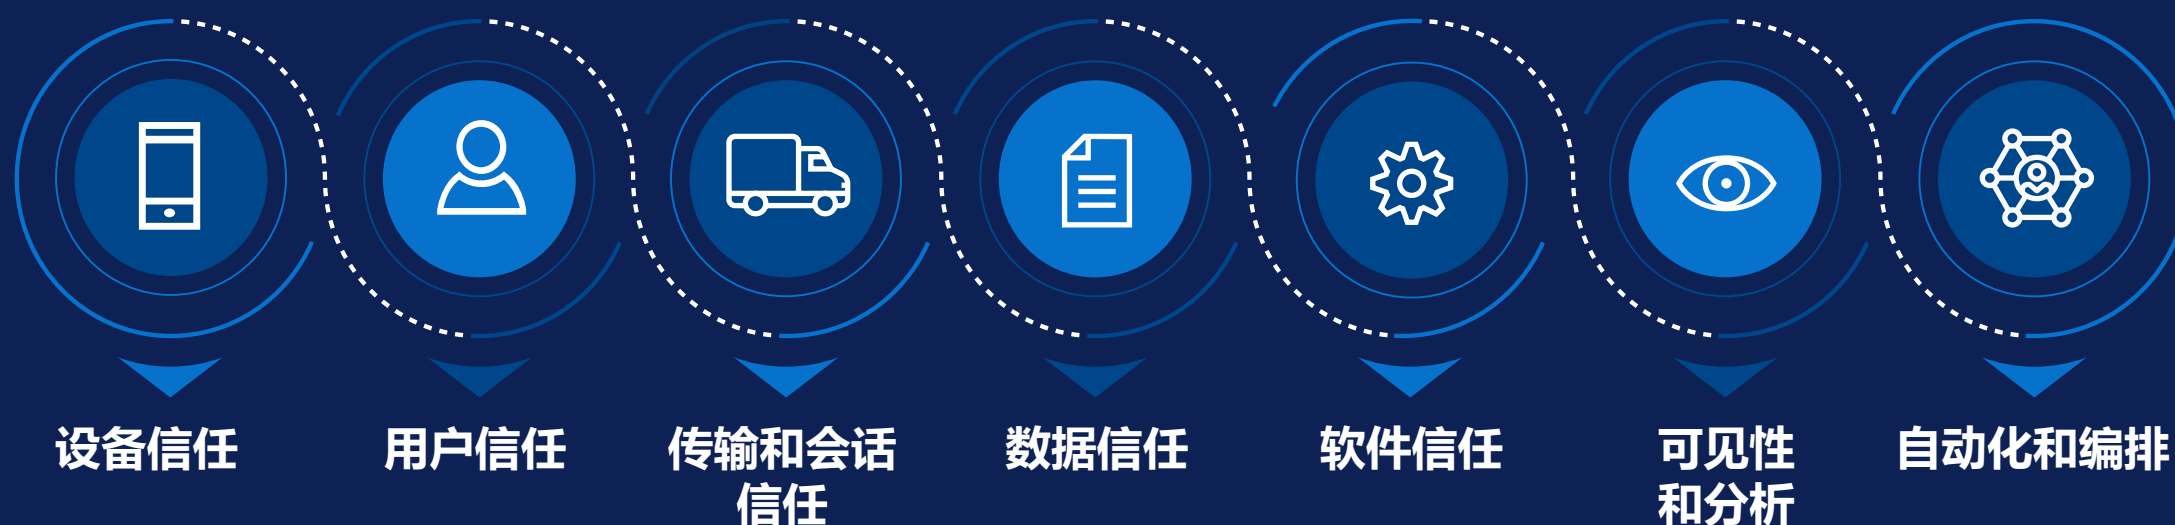 设备信任
用户信任
传输和会话
信任
数据信任
软件信任
可见性
和分析
自动化和编排